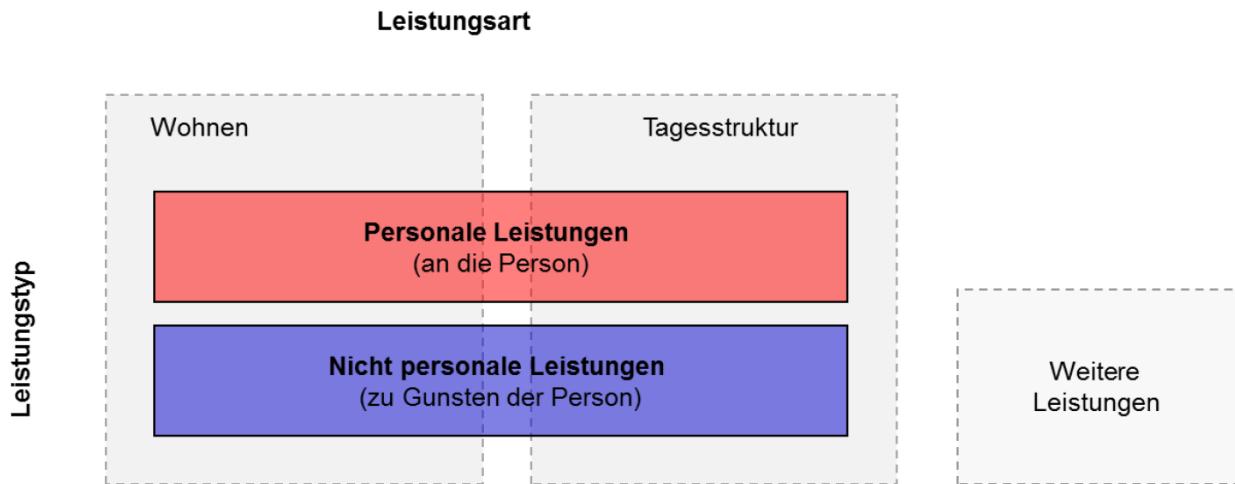 Leistungsart
Wohnen
Tagesstruktur
Leistungstyp
Personale Leistungen
(an die Person)
Nicht personale Leistungen
(zu Gunsten der Person)
Weitere
Leistungen